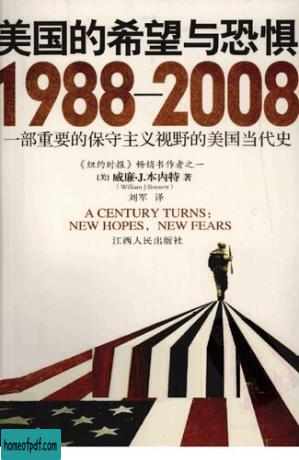 美国的希望与恐惧
1988—2008
一部重要的保守主义视野的美国当代史
《纽约时报》畅销书作者之一
[美] 威廉·J.本内特 著
(William J. Bennett)
刘军 译
A CENTURY TURNS:
NEW HOPES, NEW FEARS
江西人民出版社
homeofpdf.com